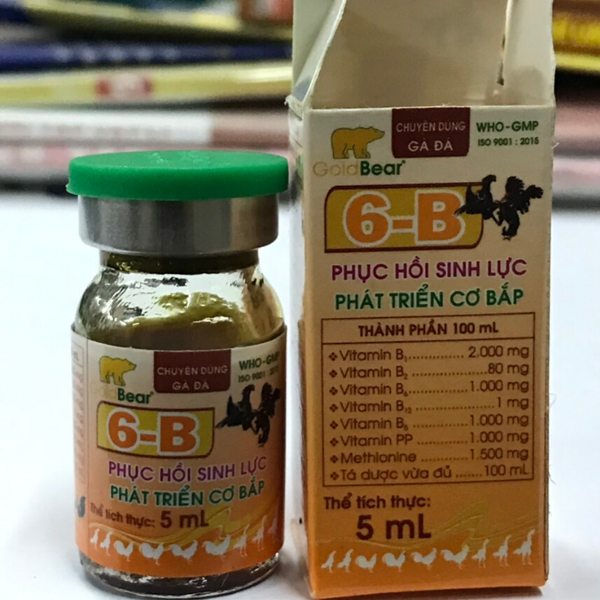 GoldBear
CHUYÊN DÙNG
GÀ ĐÁ
WHO-GMP
ISO 9001 : 2015
6-B
PHỤC HỒI SINH LỰC
PHÁT TRIỂN CƠ BẮP
THÀNH PHẦN 100 mL
Vitamin B₁ 2.000 mg
Vitamin B₂ 80 mg
Vitamin B₆ 1.000 mg
Vitamin B₁₂ 1 mg
Vitamin B₅ 1.000 mg
Vitamin PP 1.000 mg
Methionine 1.500 mg
Tá dược vừa đủ 100 mL
Thể tích thực:
5 mL
GoldBear
CHUYÊN DÙNG
GÀ ĐÁ
WHO-GMP
ISO 9001 : 2015
6-B
PHỤC HỒI SINH LỰC
PHÁT TRIỂN CƠ BẮP
Thể tích thực: 5 mL